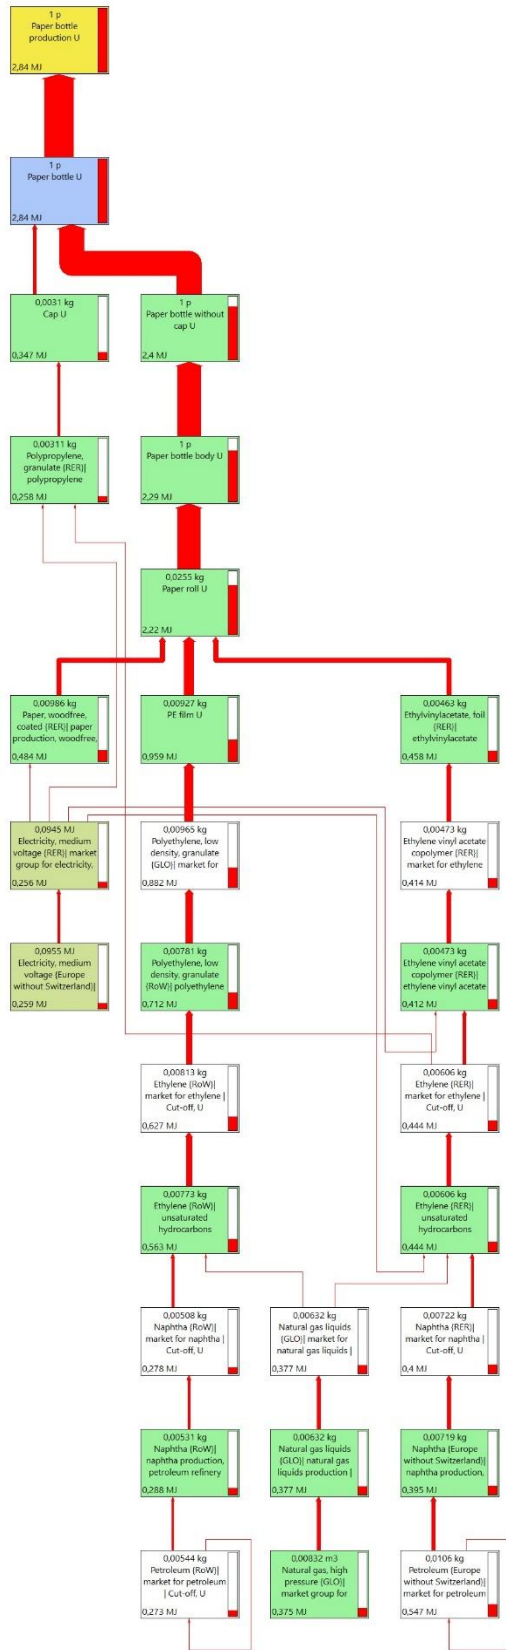 1 p
Paper bottle
production U
2,84 MJ
1 p
Paper bottle U
2,84 MJ
0,0031 kg
Cap U
0,347 MJ
1 p
Paper bottle without
cap U
2,4 MJ
0,00311 kg
Polypropylene,
granulate {RER}|
polypropylene
0,258 MJ
1 p
Paper bottle body U
2,29 MJ
0,0255 kg
Paper roll U
2,22 MJ
0,00986 kg
Paper, woodfree,
coated {RER}| paper
production, woodfree,
0,484 MJ
0,00927 kg
PE film U
0,959 MJ
0,00463 kg
Ethylvinylacetate, foil
{RER}|
ethylvinylacetate
0,458 MJ
0,0945 MJ
Electricity, medium
voltage {RER}| market
group for electricity,
0,256 MJ
0,00965 kg
Polyethylene, low
density, granulate
{GLO}| market for
0,882 MJ
0,00473 kg
Ethylene vinyl acetate
copolymer {RER}|
market for ethylene
0,414 MJ
0,0955 MJ
Electricity, medium
voltage {Europe
without Switzerland}|
0,259 MJ
0,00781 kg
Polyethylene, low
density, granulate
{RoW}| polyethylene
0,712 MJ
0,00473 kg
Ethylene vinyl acetate
copolymer {RER}|
ethylene vinyl acetate
0,412 MJ
0,00813 kg
Ethylene {RoW}|
market for ethylene |
Cut-off, U
0,627 MJ
0,00606 kg
Ethylene {RER}|
market for ethylene |
Cut-off, U
0,444 MJ
0,00773 kg
Ethylene {RoW}|
unsaturated
hydrocarbons
0,563 MJ
0,00606 kg
Ethylene {RER}|
unsaturated
hydrocarbons
0,444 MJ
0,00508 kg
Naphtha {RoW}|
market for naphtha |
Cut-off, U
0,278 MJ
0,00632 kg
Natural gas liquids
{GLO}| market for
natural gas liquids |
0,377 MJ
0,00722 kg
Naphtha {RER}|
market for naphtha |
Cut-off, U
0,4 MJ
0,00531 kg
Naphtha {RoW}|
naphtha production,
petroleum refinery
0,288 MJ
0,00632 kg
Natural gas liquids
{GLO}| natural gas
liquids production |
0,377 MJ
0,00719 kg
Naphtha {Europe
without Switzerland}|
naphtha production,
0,395 MJ
0,00544 kg
Petroleum {RoW}|
market for petroleum
| Cut-off, U
0,273 MJ
0,00832 m3
Natural gas, high
pressure {GLO}|
market group for
0,375 MJ
0,0106 kg
Petroleum {Europe
without Switzerland}|
market for petroleum
0,547 MJ